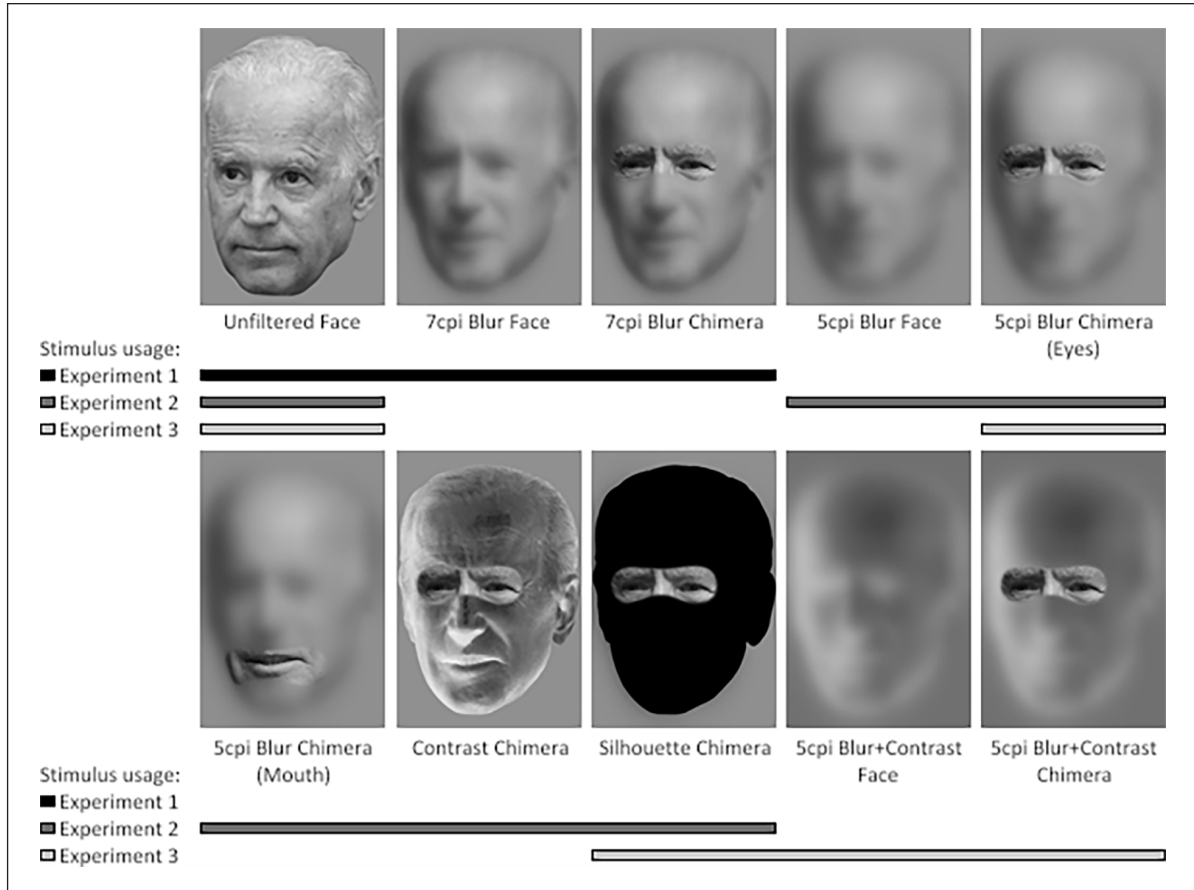 Unfiltered Face
7cpi Blur Face
7cpi Blur Chimera
5cpi Blur Face
5cpi Blur Chimera
(Eyes)
Stimulus usage:
Experiment 1
Experiment 2
Experiment 3
5cpi Blur Chimera
(Mouth)
Contrast Chimera
Silhouette Chimera
5cpi Blur+Contrast
Face
5cpi Blur+Contrast
Chimera
Stimulus usage:
Experiment 1
Experiment 2
Experiment 3